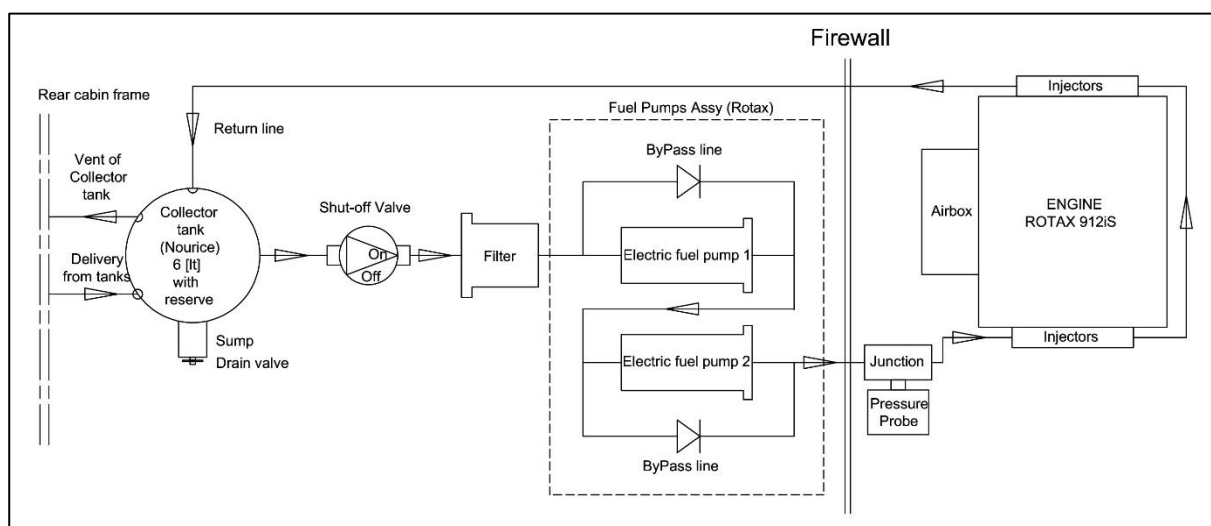 Firewall
Rear cabin frame
Return line
Vent of
Collector
tank
Delivery
from tanks
Collector
tank
(Nourice)
6 [lt]
with
reserve
Sump
Drain valve
Shut-off Valve
On
Off
Filter
Fuel Pumps Assy (Rotax)
ByPass line
Electric fuel pump 1
Electric fuel pump 2
ByPass line
Junction
Pressure
Probe
Injectors
Airbox
ENGINE
ROTAX 912iS
Injectors